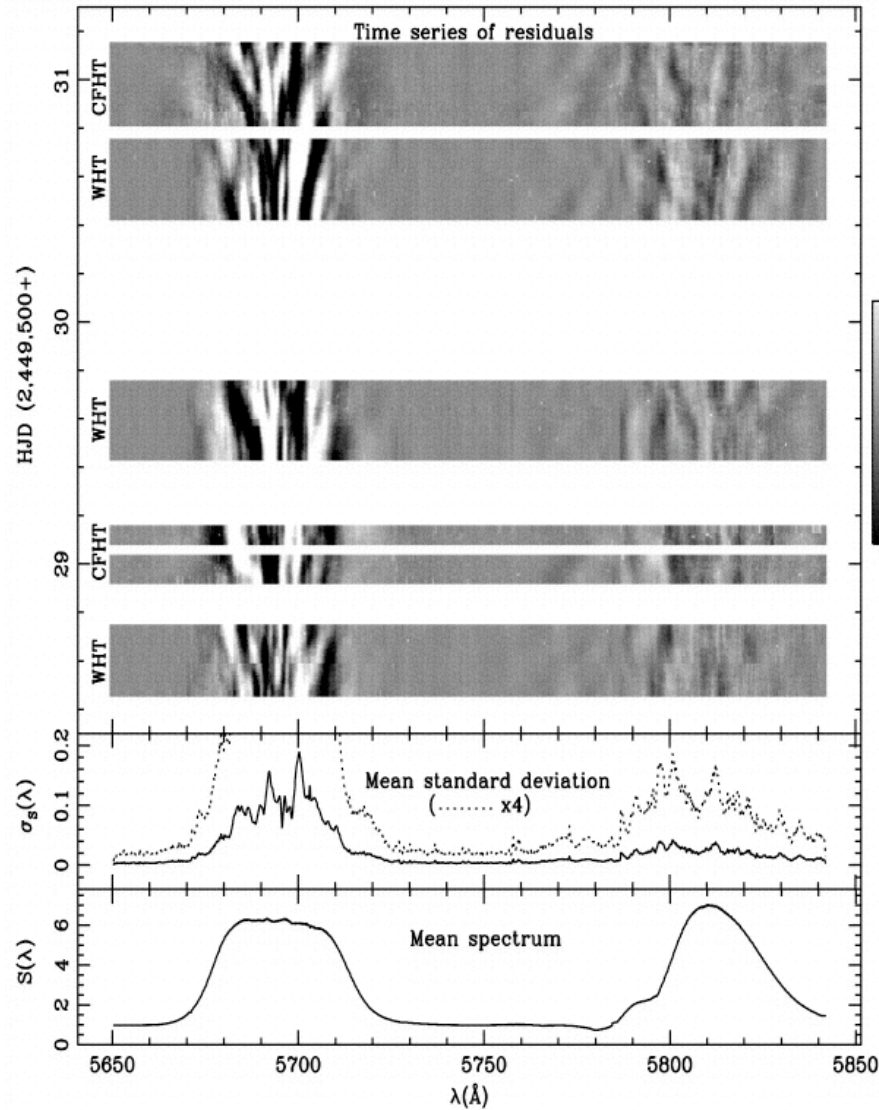 Time series of residuals
31
CFHT
WHT
30
HJD (2,449,500+)
WHT
29
CFHT
WHT
0.2
Mean standard deviation
(........ x4)
0.1
σs(λ)
0
6
Mean spectrum
S(λ)
4
2
0
5650 5700 5750 5800 5850
λ(Å)